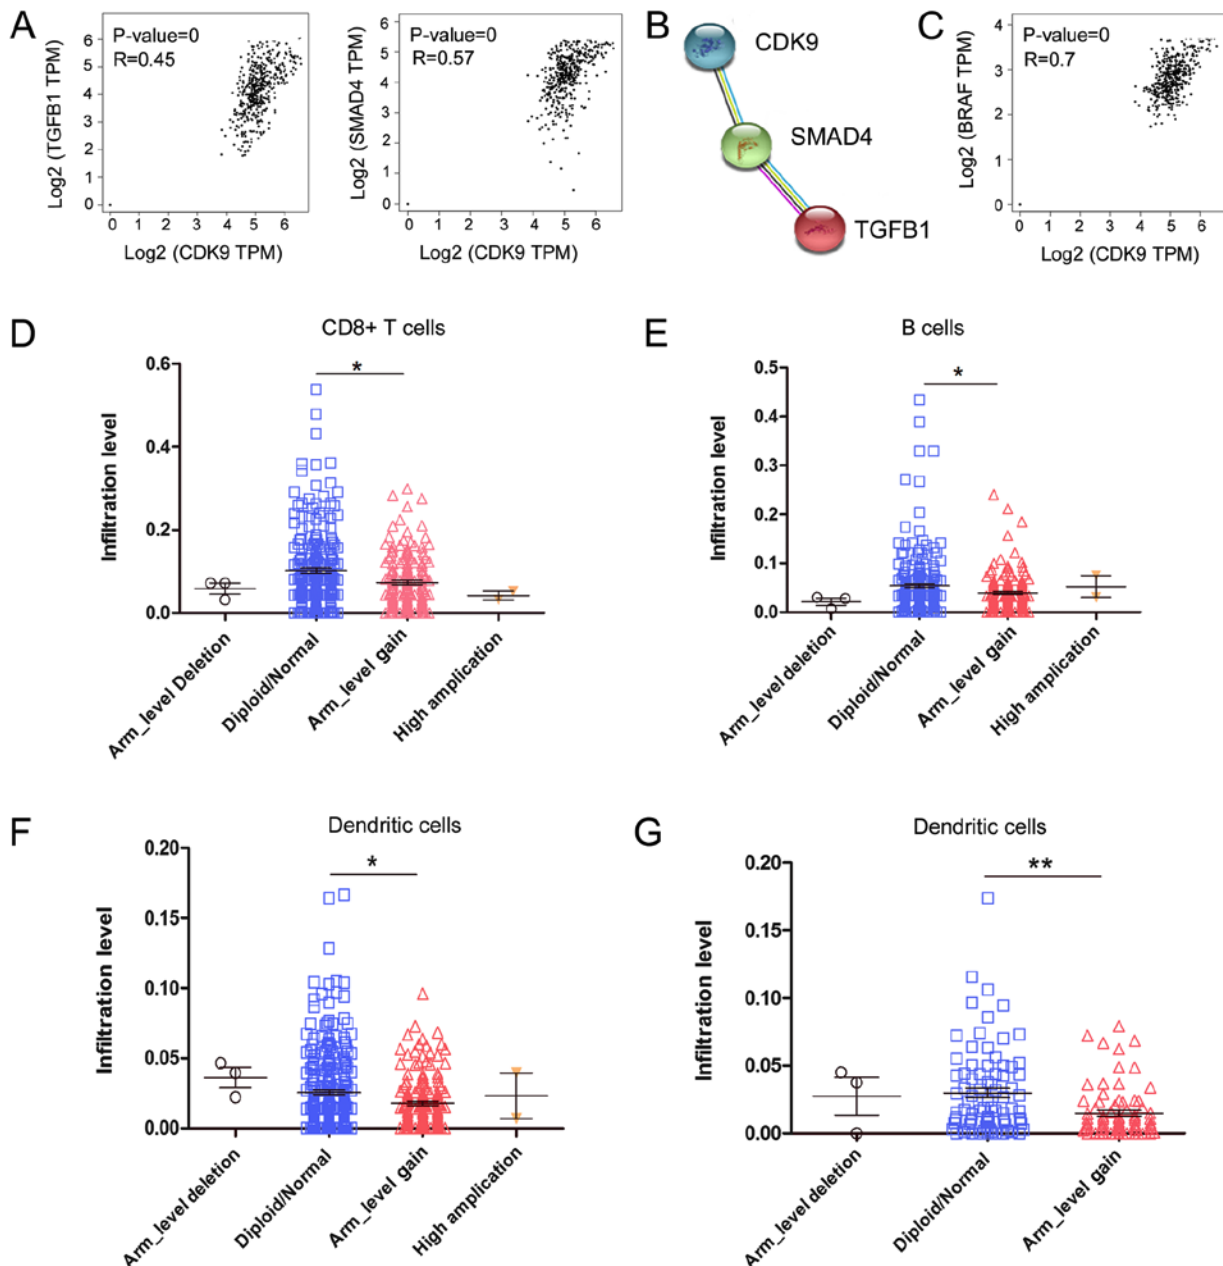 A
P-value=0
R=0.45
Log2 (TGFB1 TPM)
6
5
4
3
2
1
0
0 1 2 3 4 5 6
Log2 (CDK9 TPM)
P-value=0
R=0.57
Log2 (SMAD4 TPM)
6
5
4
3
2
1
0
0 1 2 3 4 5 6
Log2 (CDK9 TPM)
B
CDK9
SMAD4
TGFB1
C
P-value=0
R=0.7
Log2 (BRAF TPM)
4
3
2
1
0
0 1 2 3 4 5 6
Log2 (CDK9 TPM)
D
CD8+ T cells
*
Infiltration level
0.6
0.4
0.2
0.0
Arm_level Deletion
Diploid/Normal
Arm_level gain
High amplication
E
B cells
*
Infiltration level
0.5
0.4
0.3
0.2
0.1
0.0
Arm_level deletion
Diploid/Normal
Arm_level gain
High amplication
F
Dendritic cells
*
Infiltration level
0.20
0.15
0.10
0.05
0.00
Arm_level deletion
Diploid/Normal
Arm_level gain
High amplication
G
Dendritic cells
**
Infiltration level
0.20
0.15
0.10
0.05
0.00
Arm_level deletion
Diploid/Normal
Arm_level gain